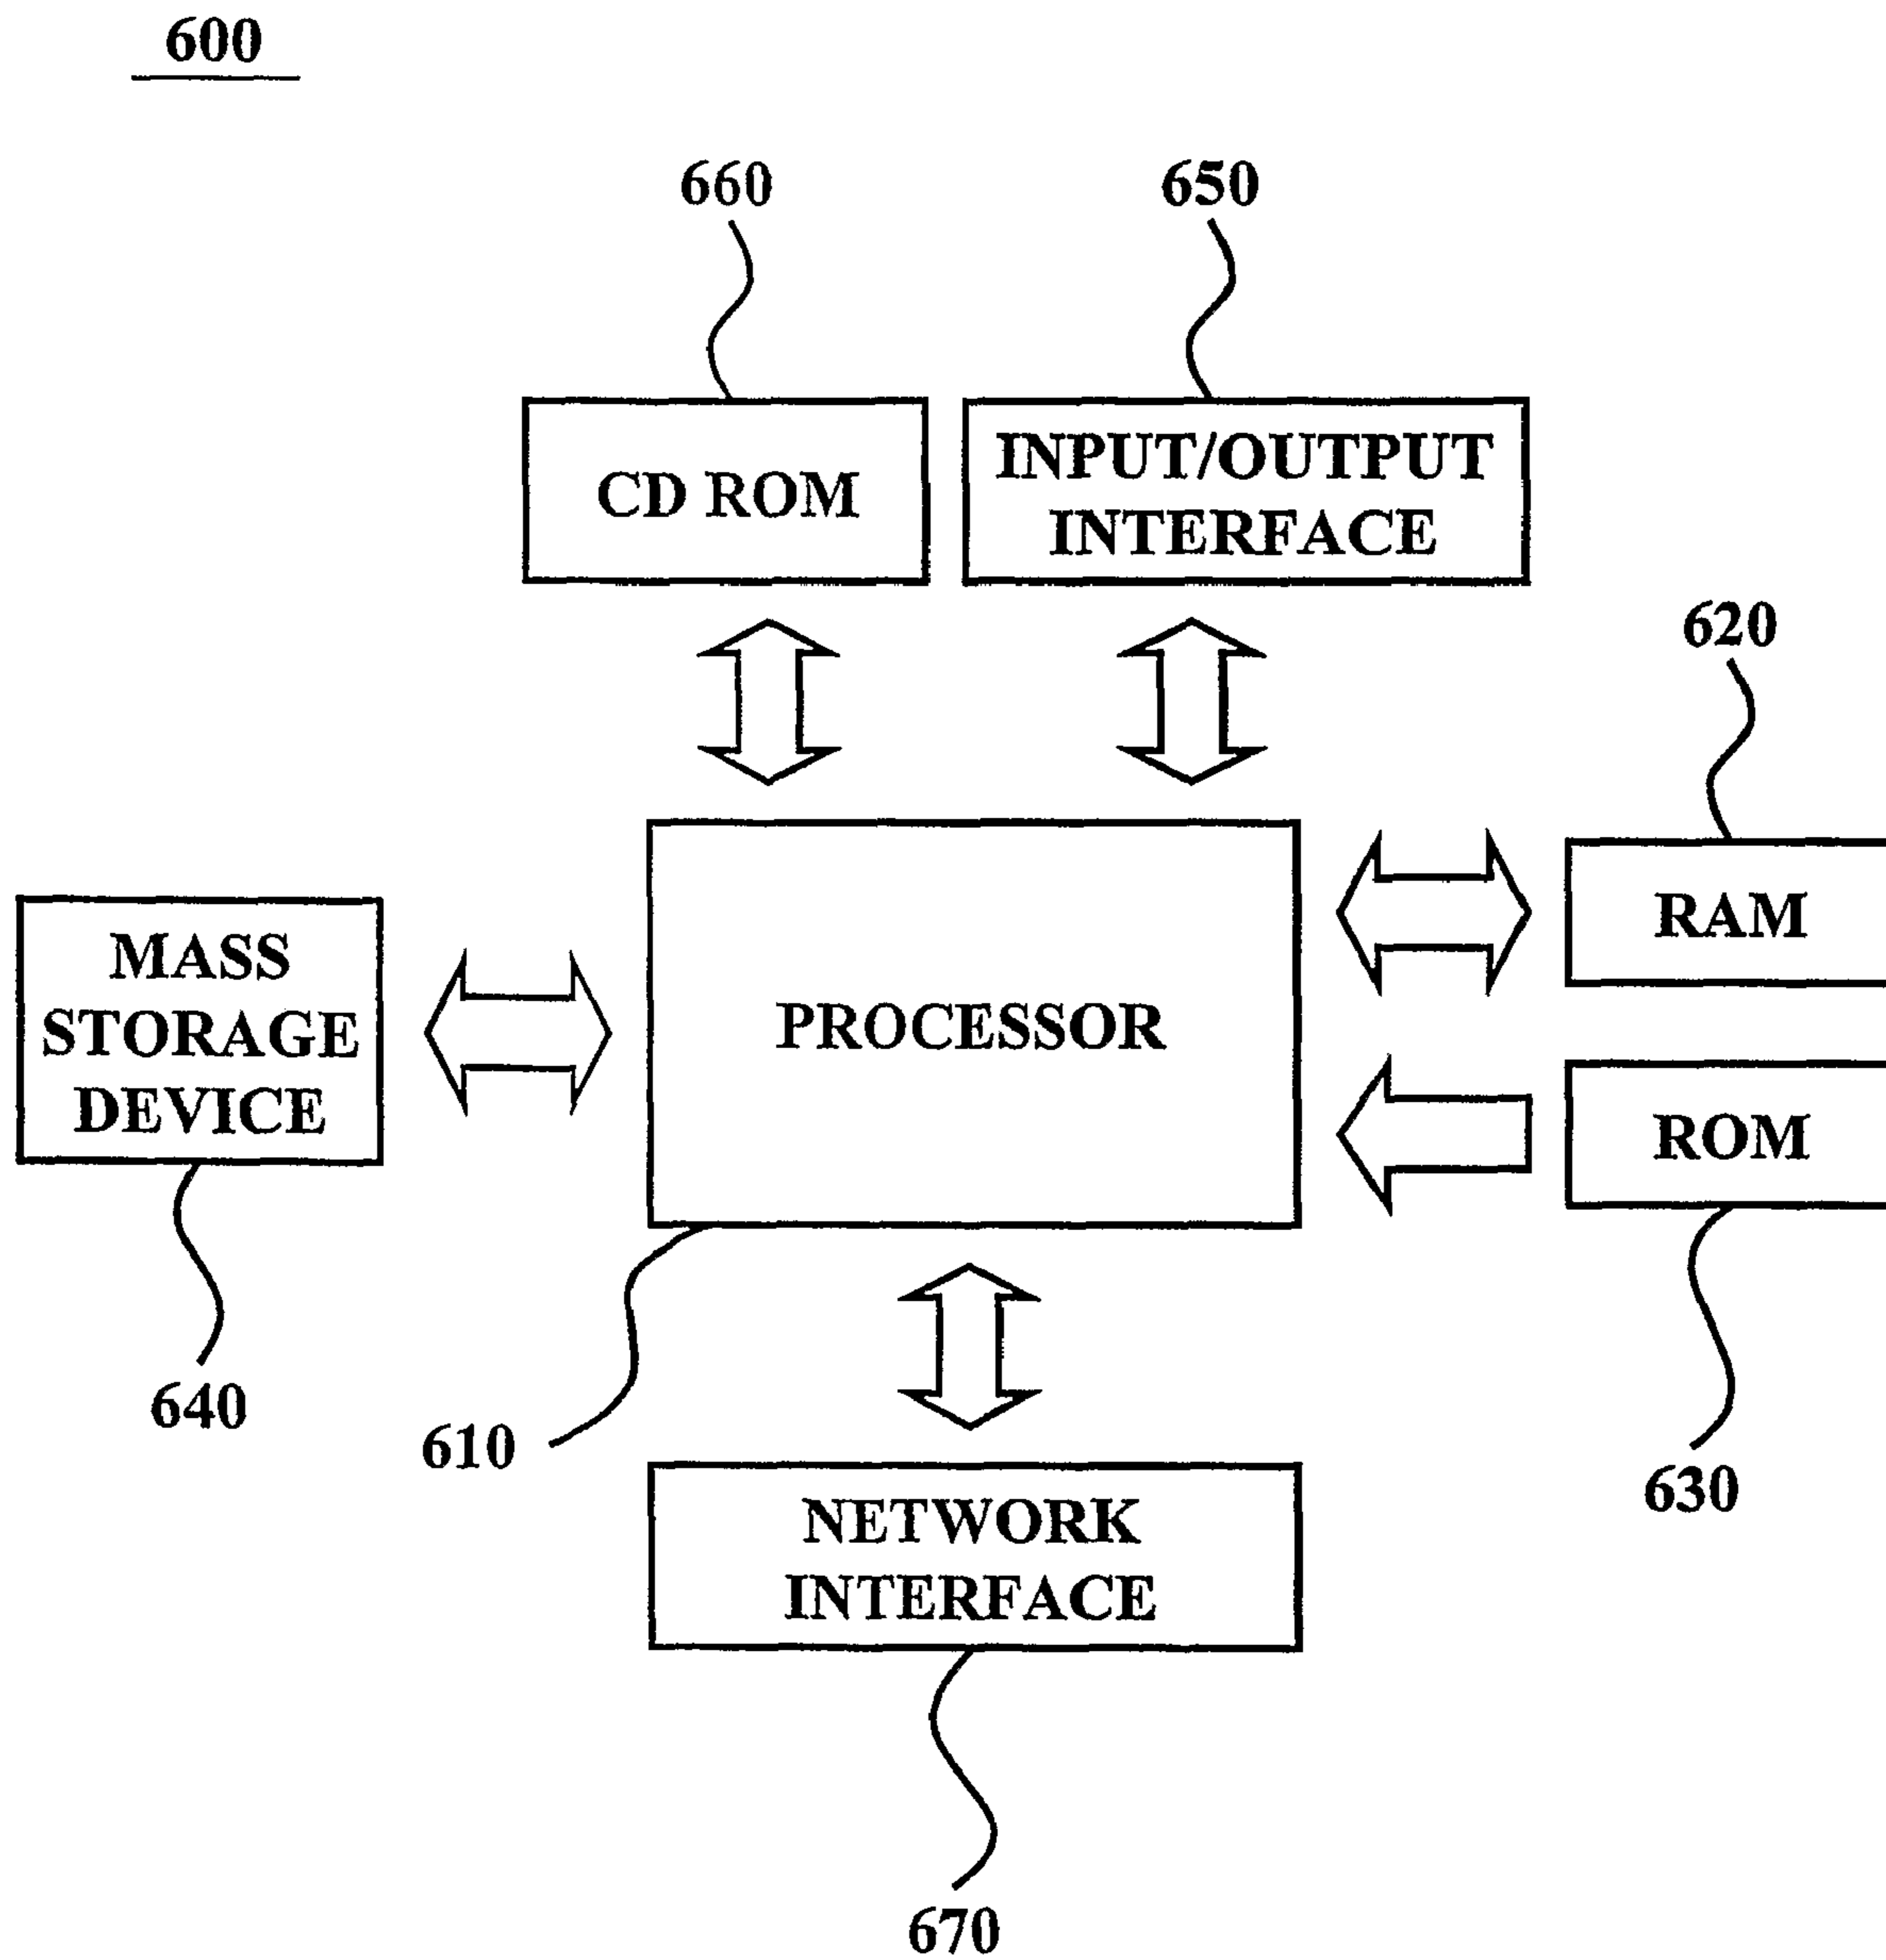 600
660
650
CD ROM
INPUT/OUTPUT
INTERFACE
620
RAM
MASS
STORAGE
DEVICE
PROCESSOR
ROM
640
610
630
NETWORK
INTERFACE
670